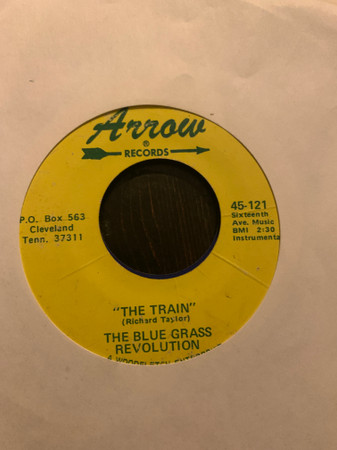 Arrow
®
RECORDS
P.O. Box 563
Cleveland
Tenn. 37311
45-121
Sixteenth
Ave. Music
BMI 2:30
Instrumenta
"THE TRAIN"
(Richard Taylor)
THE BLUE GRASS
REVOLUTION